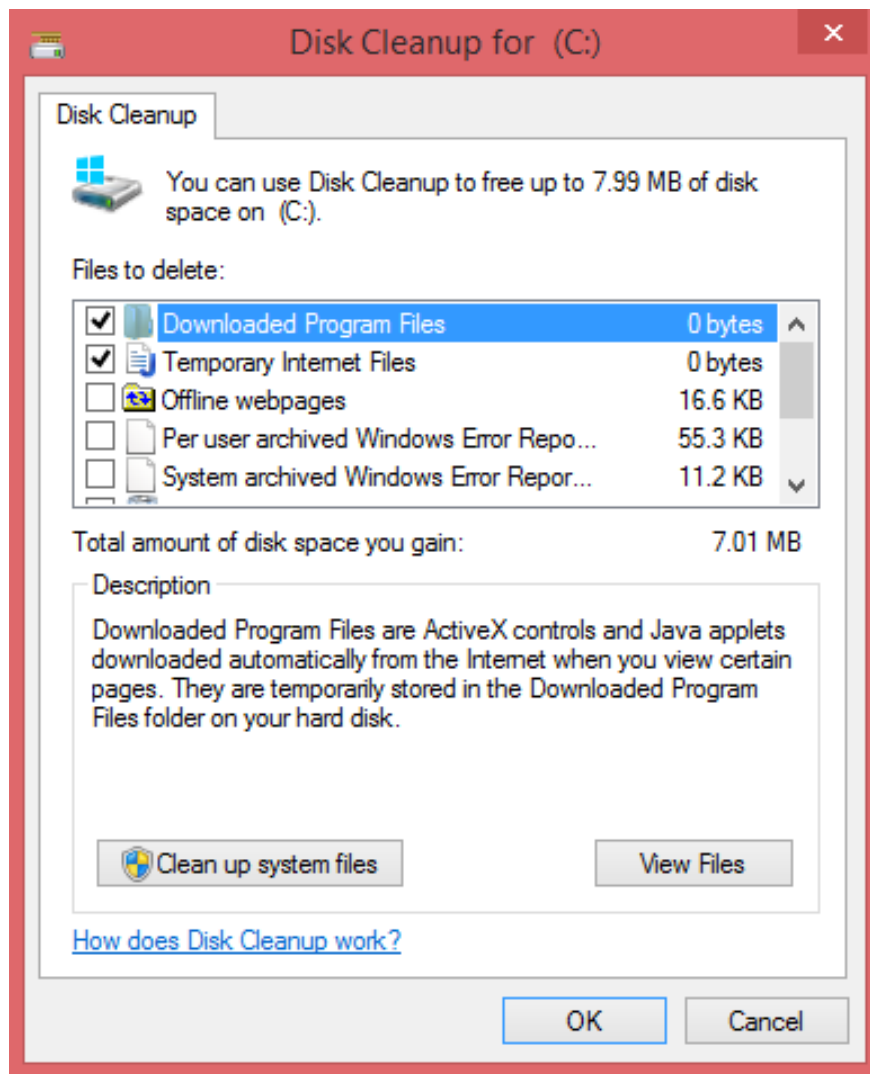 Disk Cleanup for (C:)
Disk Cleanup
You can use Disk Cleanup to free up to 7.99 MB of disk
space on (C:).
Files to delete:
Downloaded Program Files 0 bytes
Temporary Internet Files 0 bytes
Offline webpages 16.6 KB
Per user archived Windows Error Repo... 55.3 KB
System archived Windows Error Repor... 11.2 KB
Total amount of disk space you gain: 7.01 MB
Description
Downloaded Program Files are ActiveX controls and Java applets
downloaded automatically from the Internet when you view certain
pages. They are temporarily stored in the Downloaded Program
Files folder on your hard disk.
Clean up system files View Files
How does Disk Cleanup work?
OK Cancel